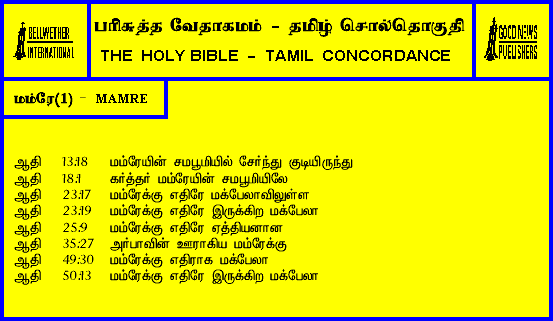 BELLWETHER
INTERNATIONAL
பரிசுத்த வேதாகமம் - தமிழ் சொல்தொகுதி
THE HOLY BIBLE - TAMIL CONCORDANCE
GOOD NEWS
PUBLISHERS
மம்ரே(1) - MAMRE
ஆதி 13:18 மம்ரேயின் சமபூமியில் சேர்ந்து குடியிருந்து
ஆதி 18:1 கர்த்தர் மம்ரேயின் சமபூமியிலே
ஆதி 23:17 மம்ரேக்கு எதிரே மக்பேலாவிலுள்ள
ஆதி 23:19 மம்ரேக்கு எதிரே இருக்கிற மக்பேலா
ஆதி 25:9 மம்ரேக்கு எதிரே ஏத்தியனான
ஆதி 35:27 அர்பாவின் ஊராகிய மம்ரேக்கு
ஆதி 49:30 மம்ரேக்கு எதிராக மக்பேலா
ஆதி 50:13 மம்ரேக்கு எதிரே இருக்கிற மக்பேலா